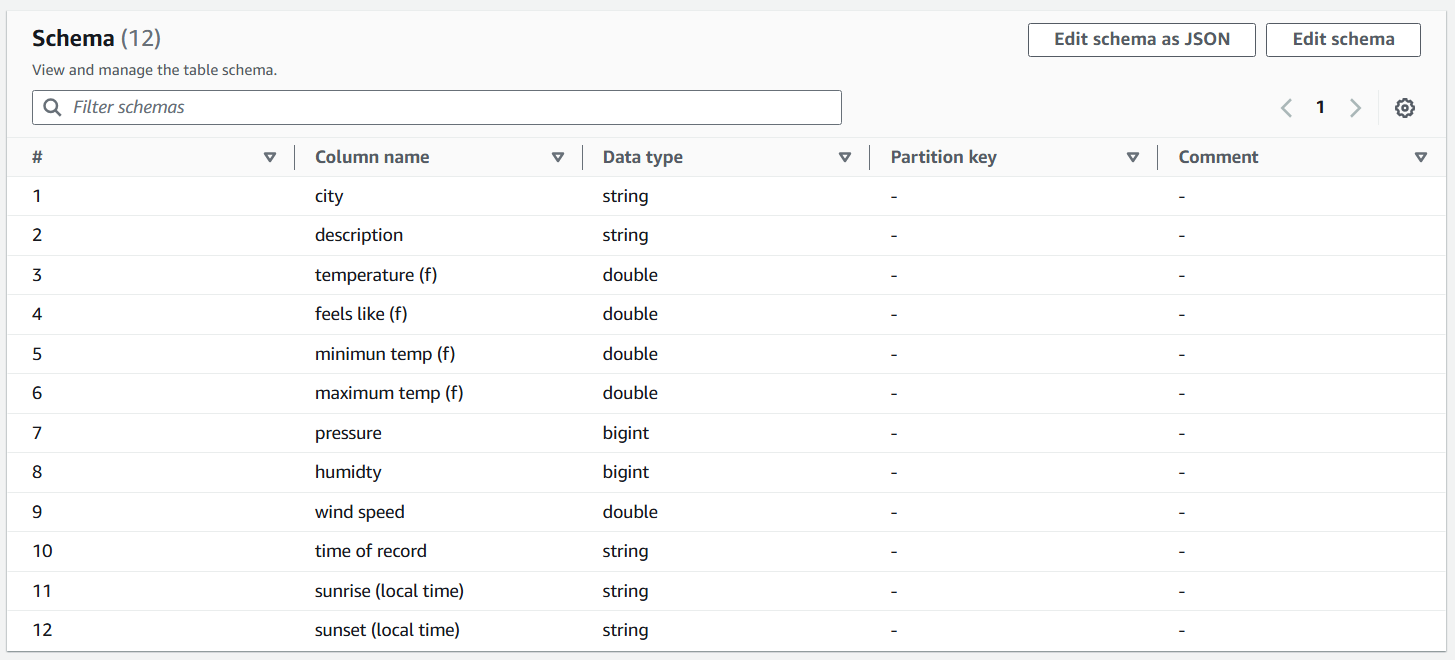 Schema (12)
Edit schema as JSON
Edit schema
View and manage the table schema.
Filter schemas
1
# Column name Data type Partition key Comment
1 city string - -
2 description string - -
3 temperature (f) double - -
4 feels like (f) double - -
5 minimun temp (f) double - -
6 maximum temp (f) double - -
7 pressure bigint - -
8 humidty bigint - -
9 wind speed double - -
10 time of record string - -
11 sunrise (local time) string - -
12 sunset (local time) string - -